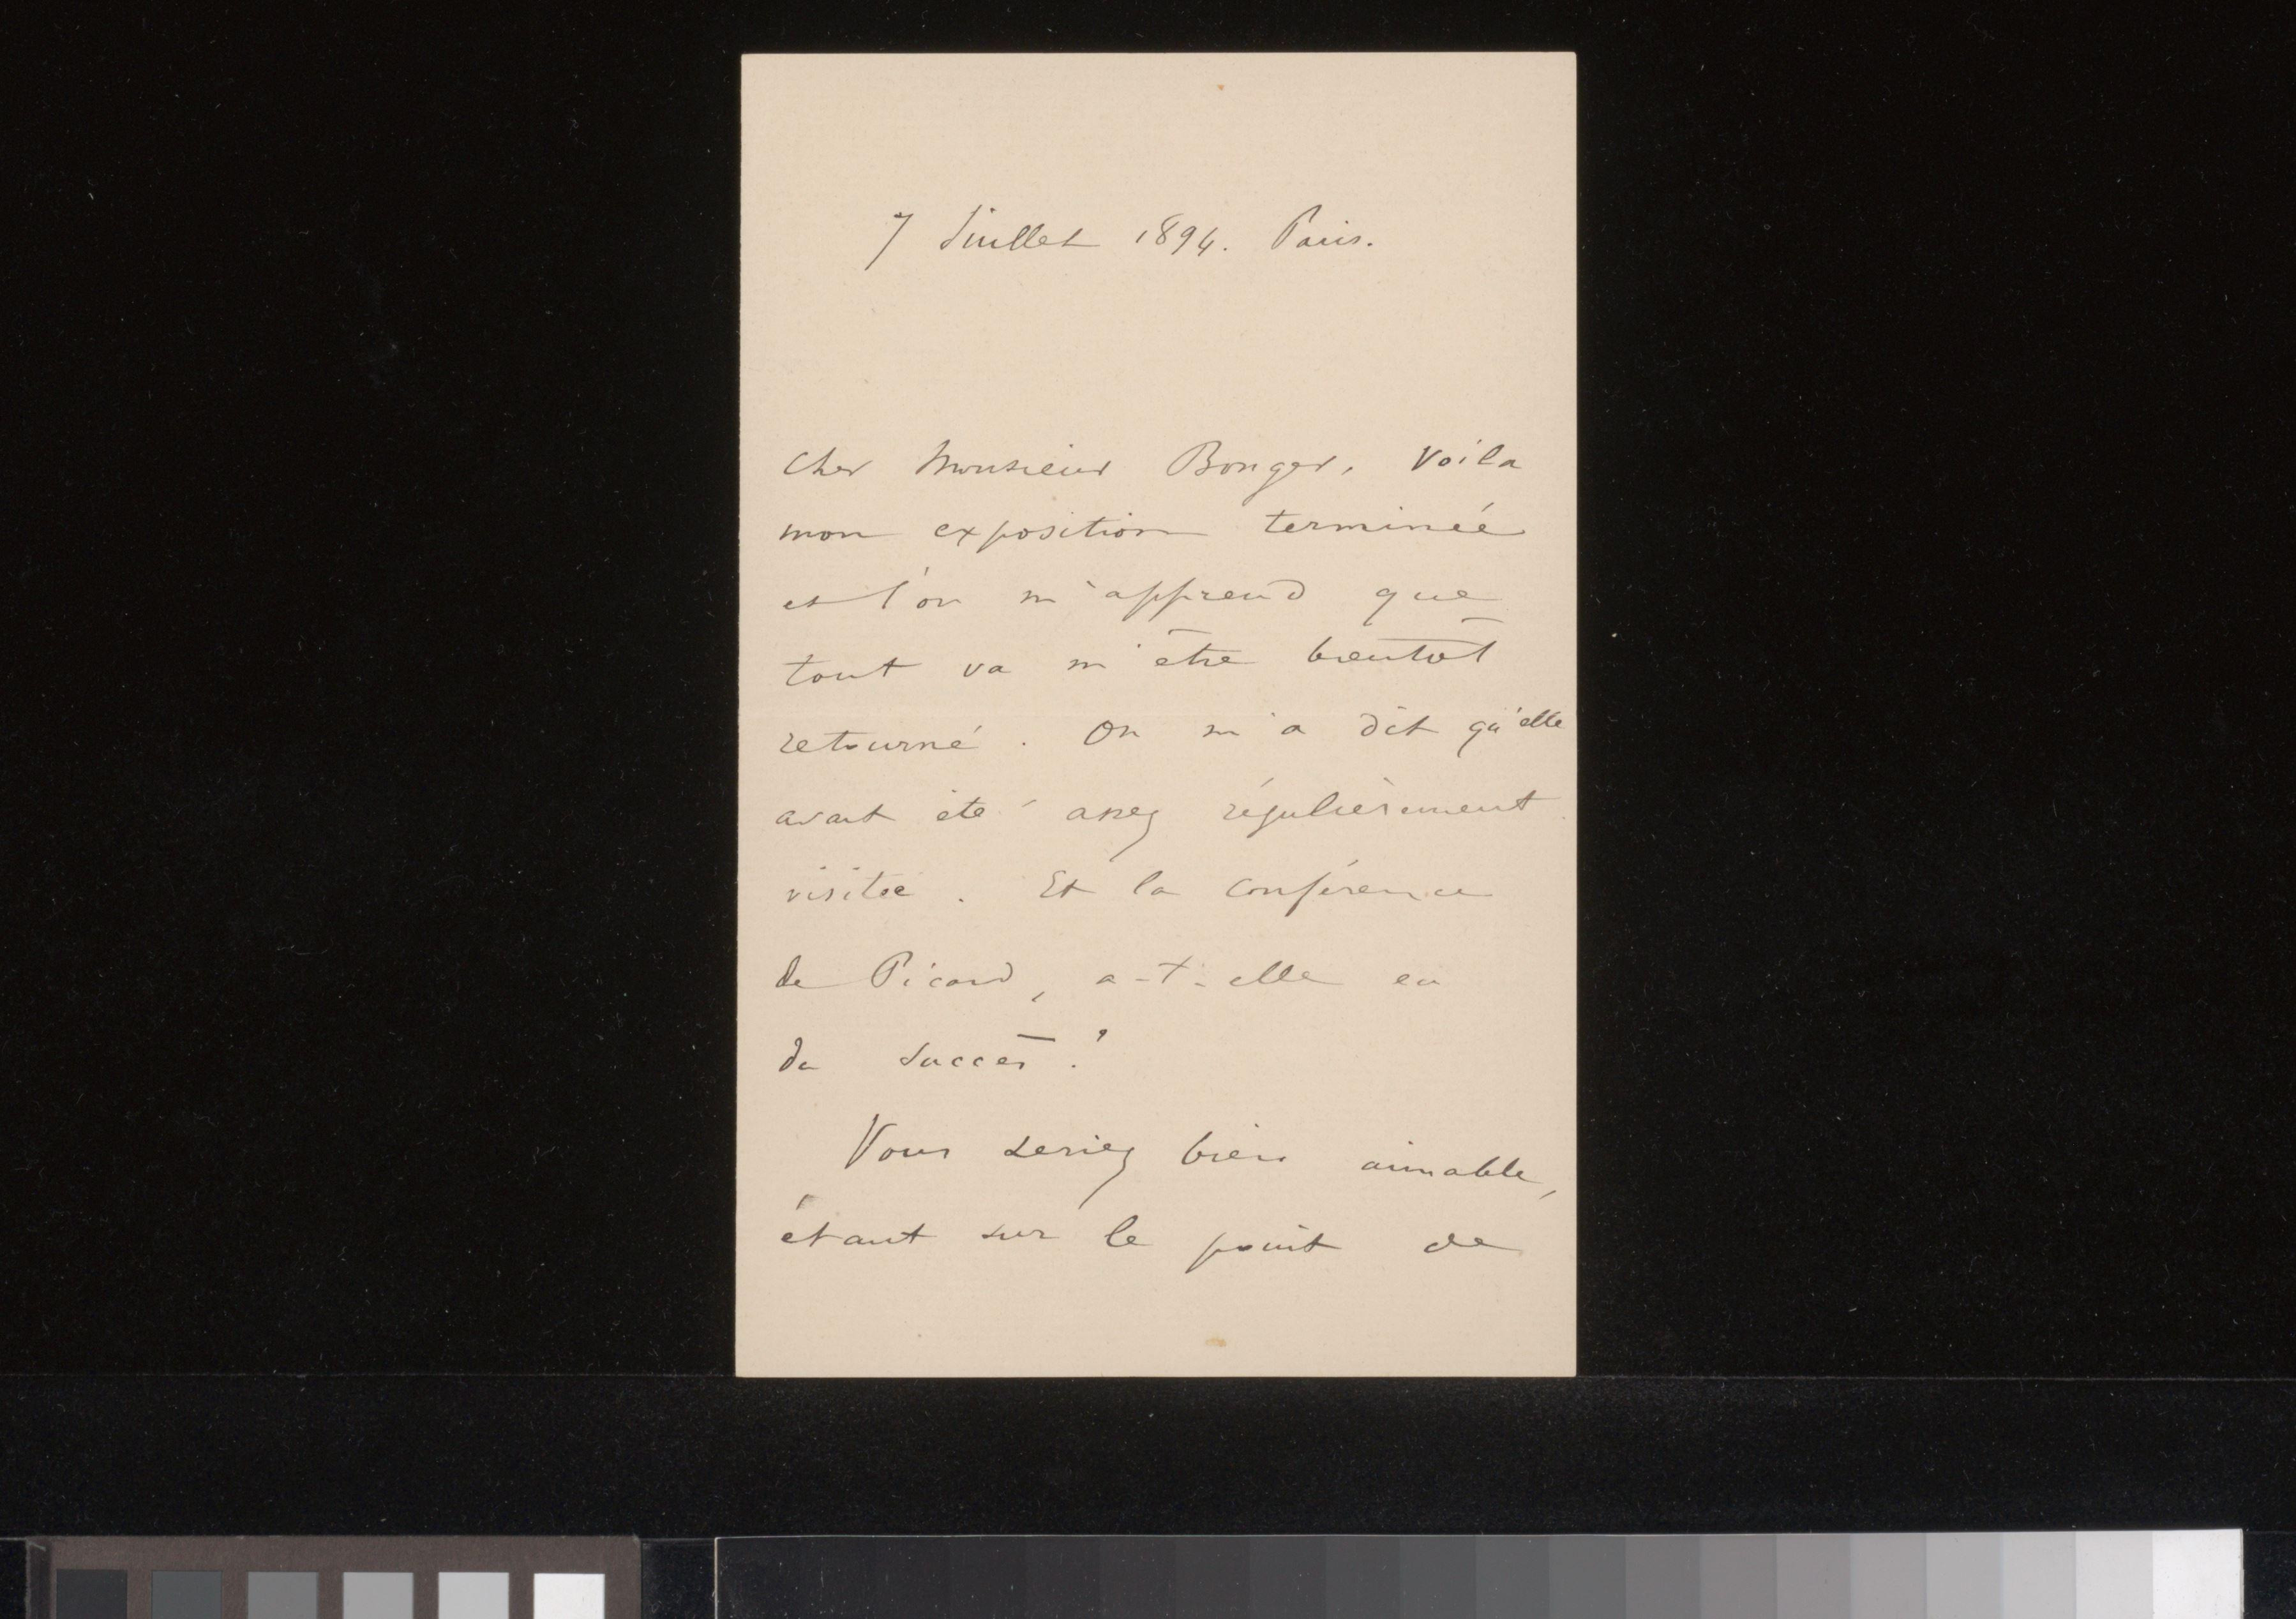 7 Juillet 1894. Paris.
Cher Monsieur Bonger, Voila
mon exposition terminée
et l'on m'apprend que
tout va m'être bientôt
retourné. On m'a dit qu'elle
avait été assez régulièrement
visitée. Et la conférence
de Picard, a-t-elle eu
du succès?
Vous seriez bien aimable,
étant sur le point de